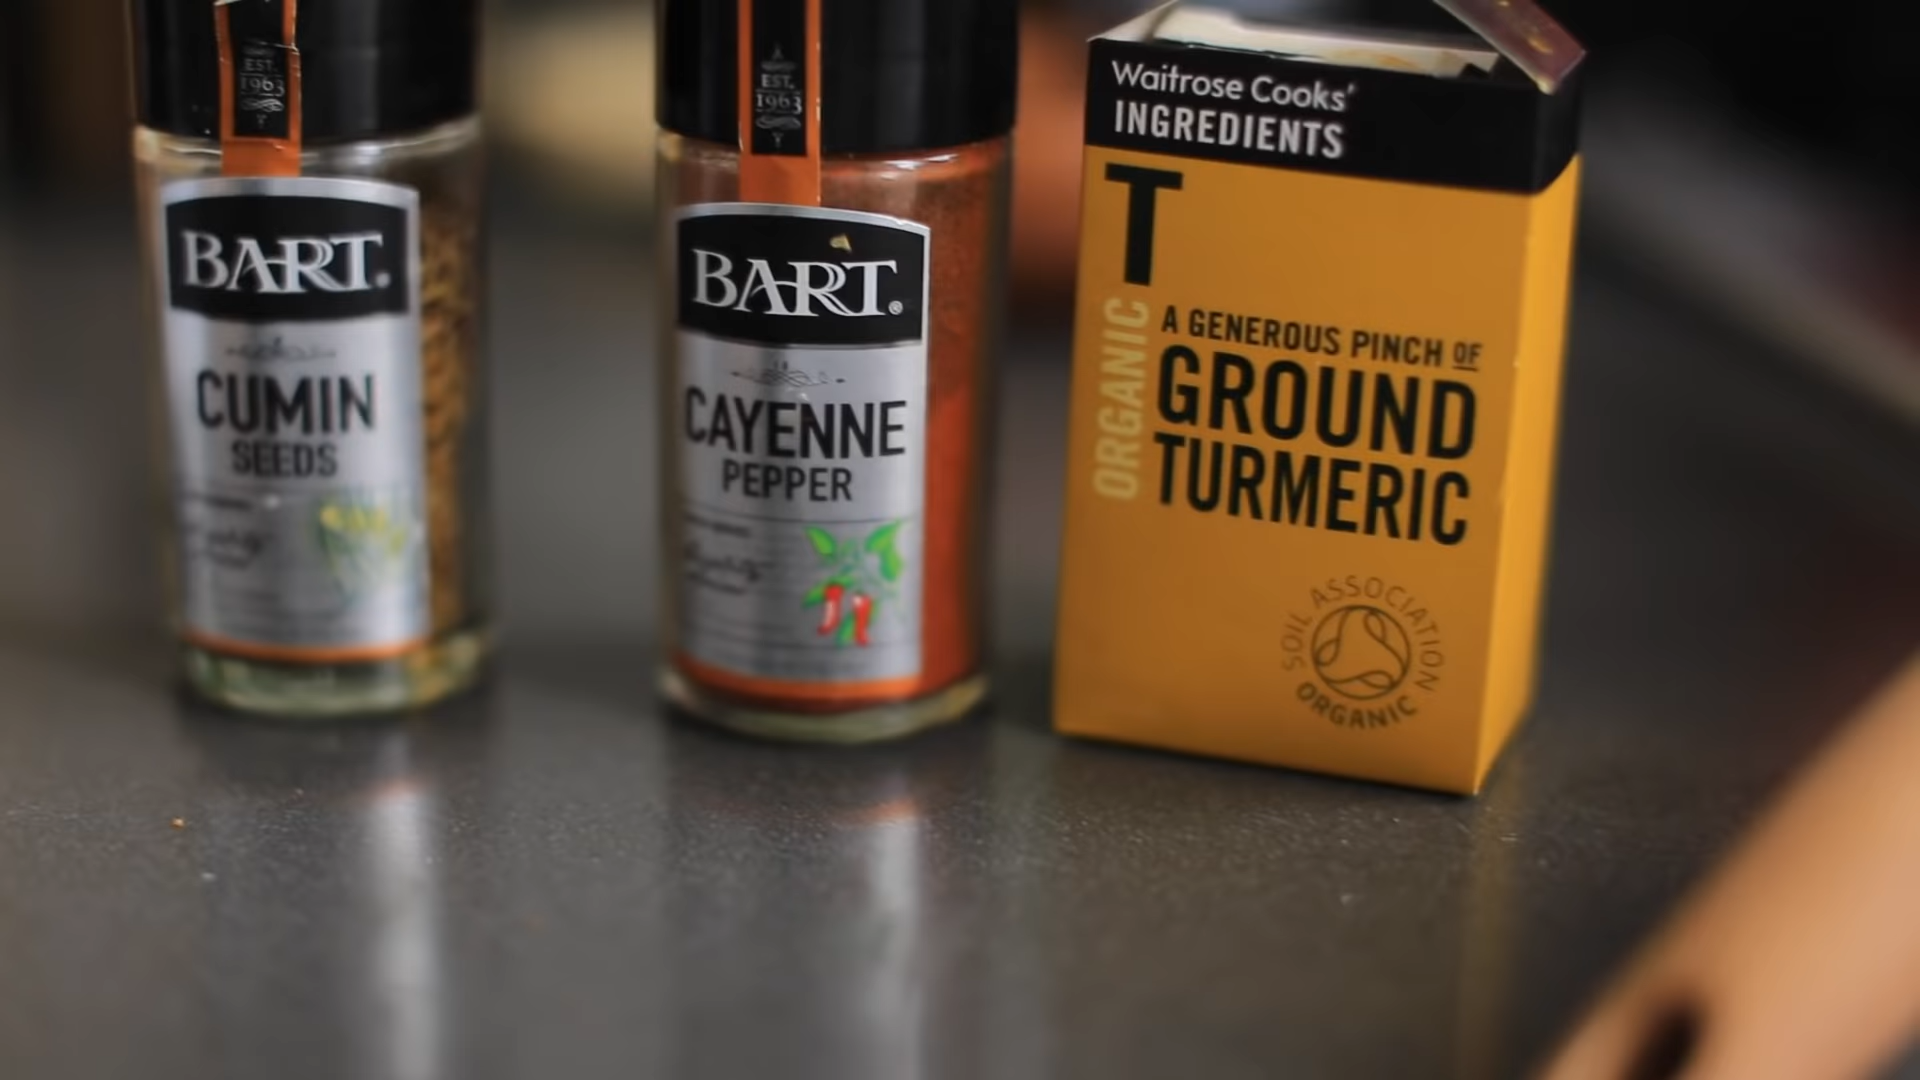 EST.
1963
BART.
CUMIN
SEEDS
EST.
1963
BART.
CAYENNE
PEPPER
Waitrose Cooks'
INGREDIENTS
T
ORGANIC
A GENEROUS PINCH OF
GROUND
TURMERIC
SOIL ASSOCIATION
ORGANIC